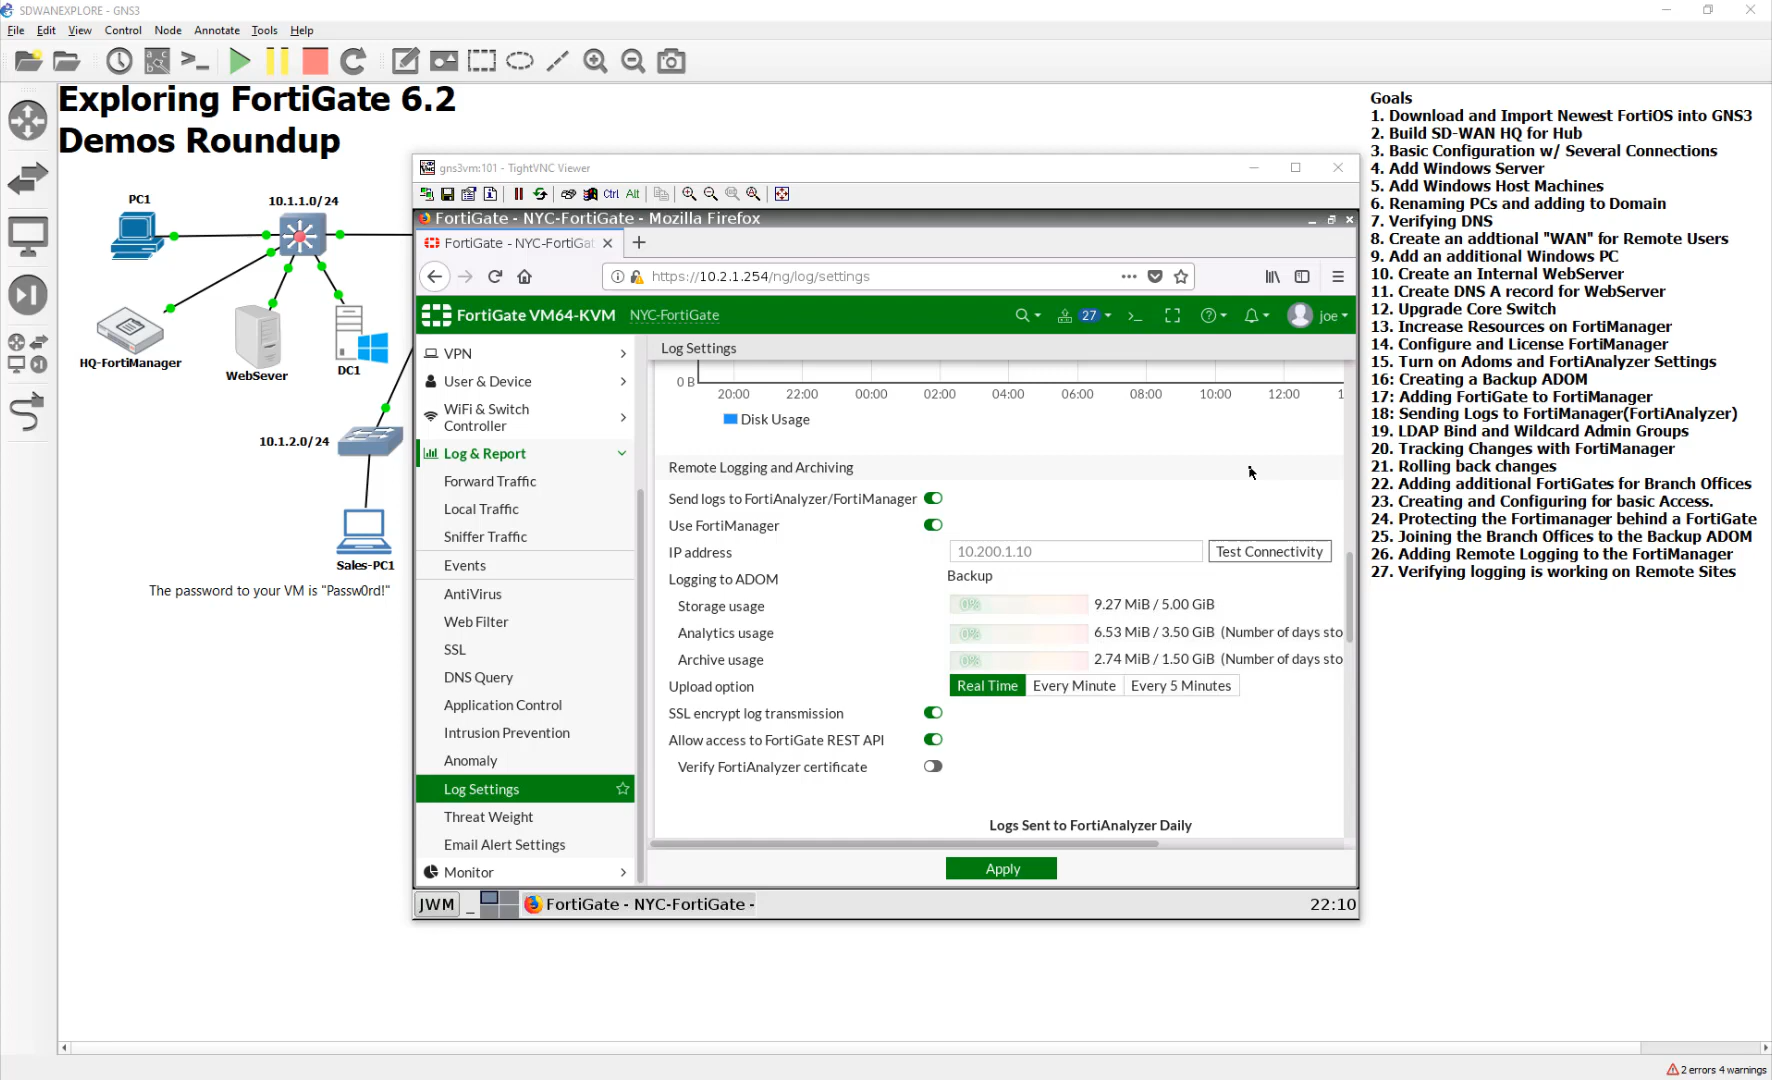 SDWANEXPLORE - GNS3
File Edit View Control Node Annotate Tools Help
Exploring FortiGate 6.2
Demos Roundup
PC1
10.1.1.0/24
HQ-FortiManager
WebSever
DC1
10.1.2.0/24
Sales-PC1
The password to your VM is "Passw0rd!"
gns3vm:101 - TightVNC Viewer
Ctrl Alt
FortiGate - NYC-FortiGate - Mozilla Firefox
FortiGate - NYC-FortiGat
https://10.2.1.254/ng/log/settings
FortiGate VM64-KVM NYC-FortiGate 27 joe
VPN
User & Device
WiFi & Switch
Controller
Log & Report
Forward Traffic
Local Traffic
Sniffer Traffic
Events
AntiVirus
Web Filter
SSL
DNS Query
Application Control
Intrusion Prevention
Anomaly
Log Settings
Threat Weight
Email Alert Settings
Monitor
Log Settings
0 B
20:00 22:00 00:00 02:00 04:00 06:00 08:00 10:00 12:00 1
Disk Usage
Remote Logging and Archiving
Send logs to FortiAnalyzer/FortiManager
Use FortiManager
IP address 10.200.1.10 Test Connectivity
Logging to ADOM Backup
Storage usage 0% 9.27 MiB / 5.00 GiB
Analytics usage 0% 6.53 MiB / 3.50 GiB (Number of days sto
Archive usage 0% 2.74 MiB / 1.50 GiB (Number of days sto
Upload option Real Time Every Minute Every 5 Minutes
SSL encrypt log transmission
Allow access to FortiGate REST API
Verify FortiAnalyzer certificate
Logs Sent to FortiAnalyzer Daily
Apply
JWM FortiGate - NYC-FortiGate - 22:10
Goals
1. Download and Import Newest FortiOS into GNS3
2. Build SD-WAN HQ for Hub
3. Basic Configuration w/ Several Connections
4. Add Windows Server
5. Add Windows Host Machines
6. Renaming PCs and adding to Domain
7. Verifying DNS
8. Create an addtional "WAN" for Remote Users
9. Add an additional Windows PC
10. Create an Internal WebServer
11. Create DNS A record for WebServer
12. Upgrade Core Switch
13. Increase Resources on FortiManager
14. Configure and License FortiManager
15. Turn on Adoms and FortiAnalyzer Settings
16: Creating a Backup ADOM
17: Adding FortiGate to FortiManager
18: Sending Logs to FortiManager(FortiAnalyzer)
19. LDAP Bind and Wildcard Admin Groups
20. Tracking Changes with FortiManager
21. Rolling back changes
22. Adding additional FortiGates for Branch Offices
23. Creating and Configuring for basic Access.
24. Protecting the Fortimanager behind a FortiGate
25. Joining the Branch Offices to the Backup ADOM
26. Adding Remote Logging to the FortiManager
27. Verifying logging is working on Remote Sites
2 errors 4 warnings